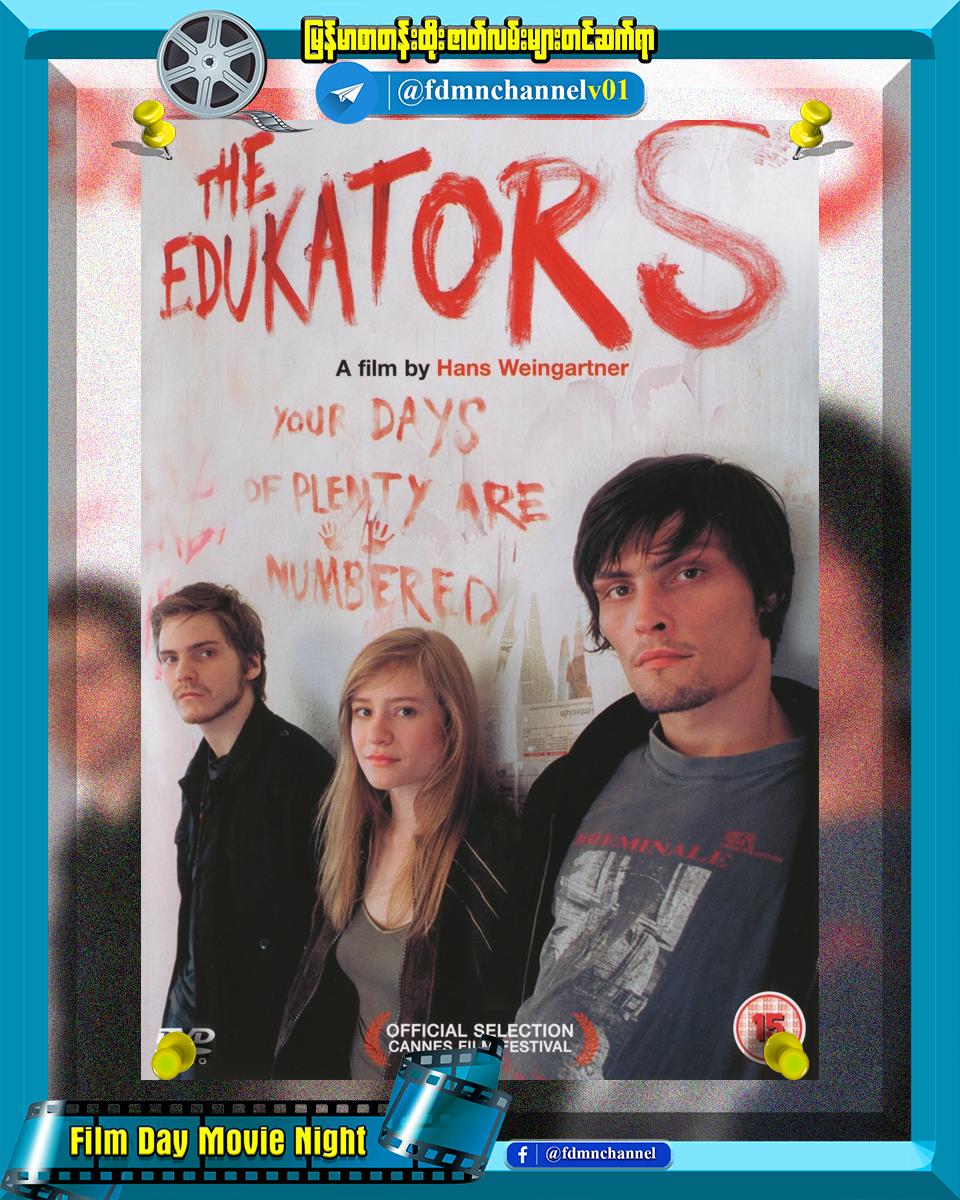 မြန်မာစာတန်းထိုး ဇာတ်လမ်းများတင်ဆက်ရာ
@fdmnchannelv01
THE
EDUKATORS
A film by Hans Weingartner
YOUR DAYS
OF PLENTY ARE
NUMBERED
BREMINALE
OFFICIAL SELECTION
CANNES FILM FESTIVAL
15
Film Day Movie Night
@fdmnchannel